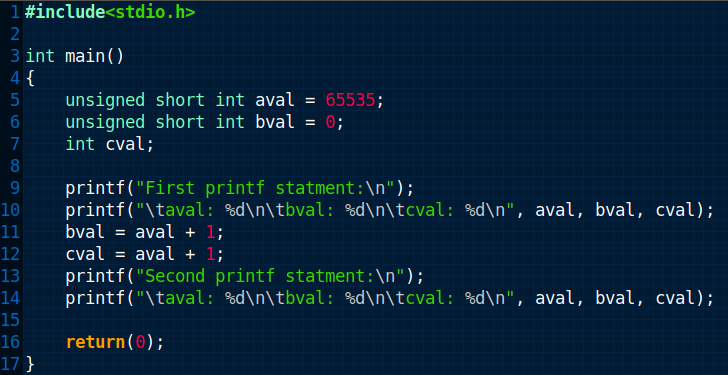 1 #include<stdio.h>
2
3 int main()
4 {
5     unsigned short int aval = 65535;
6     unsigned short int bval = 0;
7     int cval;
8
9     printf("First printf statment:\n");
10     printf("\taval: %d\n\tbval: %d\n\tcval: %d\n", aval, bval, cval);
11     bval = aval + 1;
12     cval = aval + 1;
13     printf("Second printf statment:\n");
14     printf("\taval: %d\n\tbval: %d\n\tcval: %d\n", aval, bval, cval);
15
16     return(0);
17 }